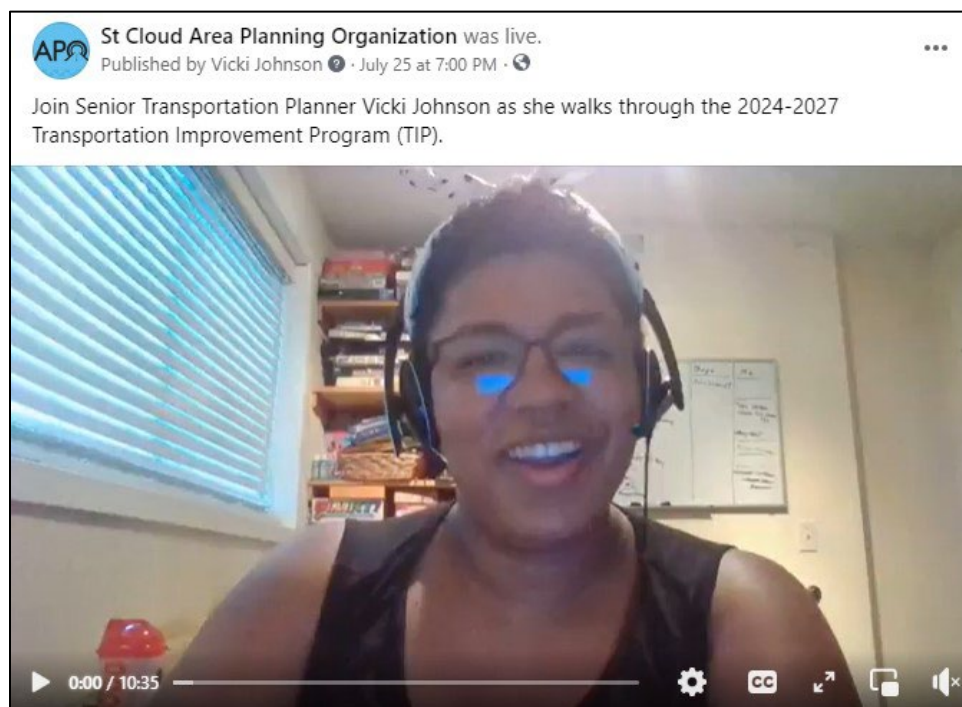 APO
St Cloud Area Planning Organization was live.
Published by Vicki Johnson · July 25 at 7:00 PM ·
Join Senior Transportation Planner Vicki Johnson as she walks through the 2024-2027
Transportation Improvement Program (TIP).
0:00 / 10:35
CC